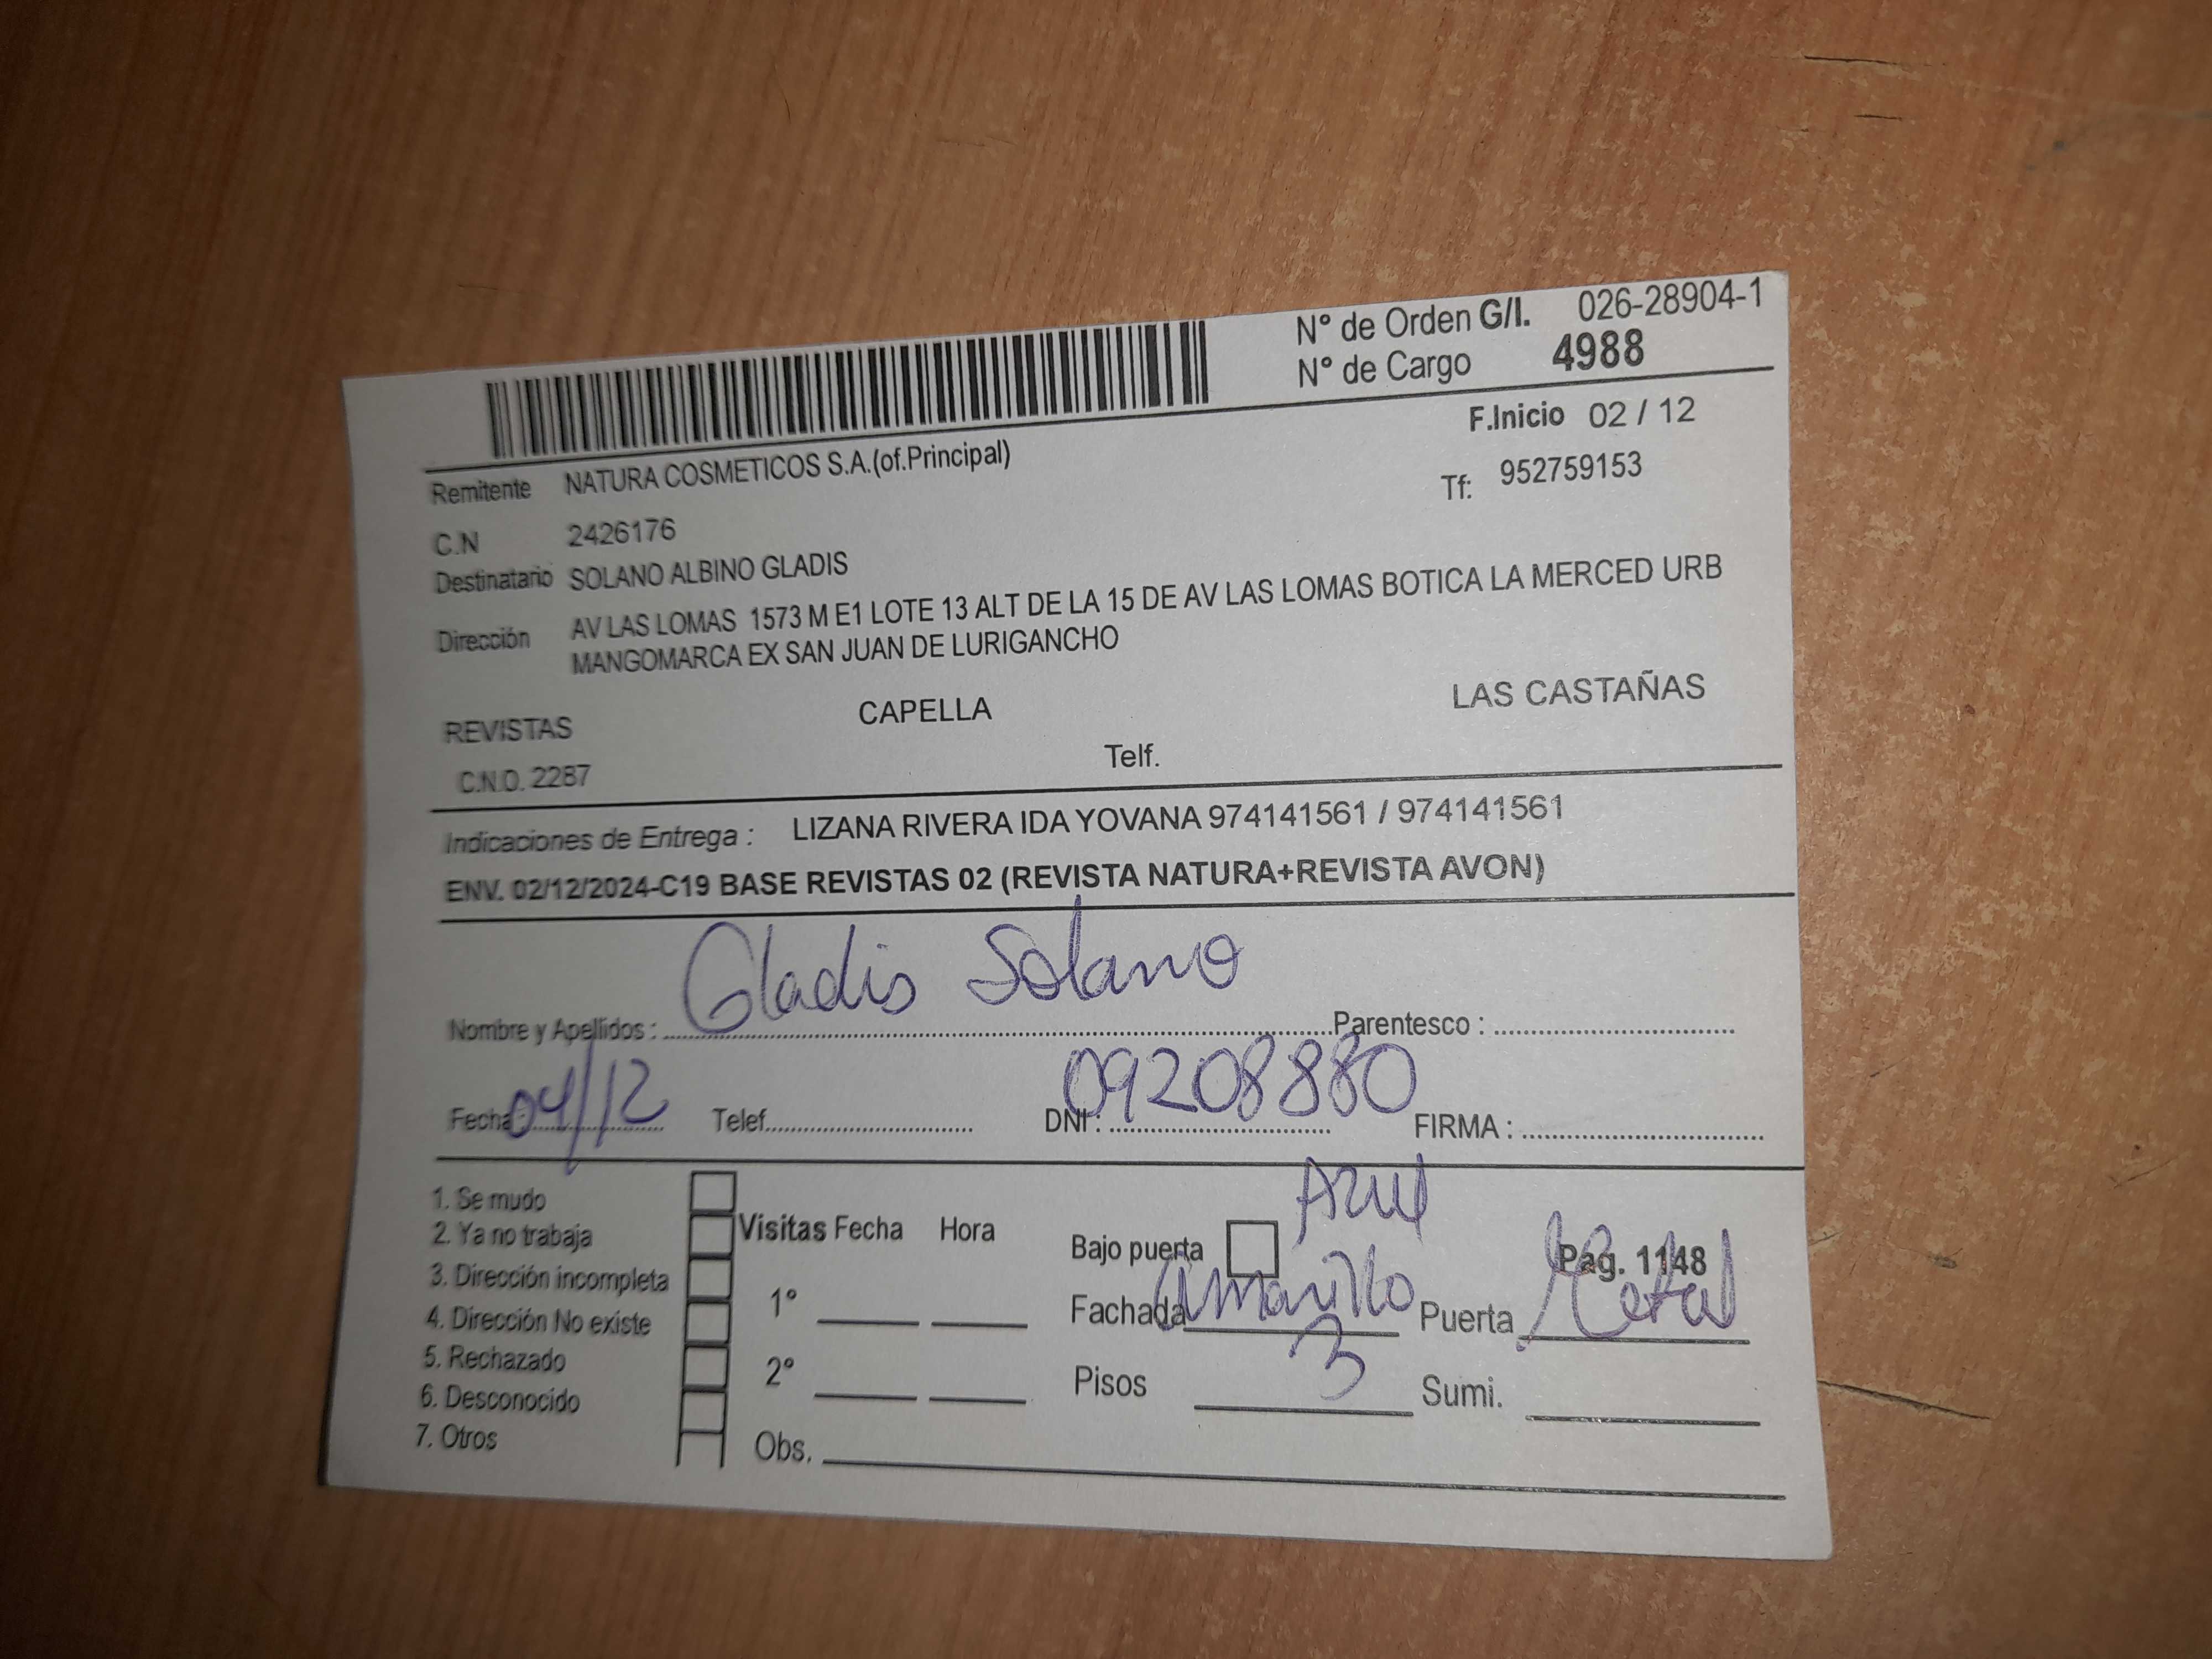 N° de Orden G/I. 026-28904-1
N° de Cargo 4988
F.Inicio 02 / 12
Remitente NATURA COSMETICOS S.A.(of.Principal)
Tf: 952759153
C.N 2426176
Destinatario SOLANO ALBINO GLADIS
Dirección AV LAS LOMAS 1573 M E1 LOTE 13 ALT DE LA 15 DE AV LAS LOMAS BOTICA LA MERCED URB
MANGOMARCA EX SAN JUAN DE LURIGANCHO
REVISTAS CAPELLA LAS CASTAÑAS
C.N.O. 2287 Telf.
Indicaciones de Entrega : LIZANA RIVERA IDA YOVANA 974141561 / 974141561
ENV. 02/12/2024-C19 BASE REVISTAS 02 (REVISTA NATURA+REVISTA AVON)
Nombre y Apellidos : Gladis Solano Parentesco :
Fecha : 04/12 Telef. DNI : 09208880 FIRMA :
1. Se mudo
2. Ya no trabaja
3. Dirección incompleta
4. Dirección No existe
5. Rechazado
6. Desconocido
7. Otros
Visitas Fecha Hora
1°
2°
Obs.
Azul
Bajo puerta Pag. 1148
Fachada Amarillo Puerta Metal
Pisos 3 Sumi.